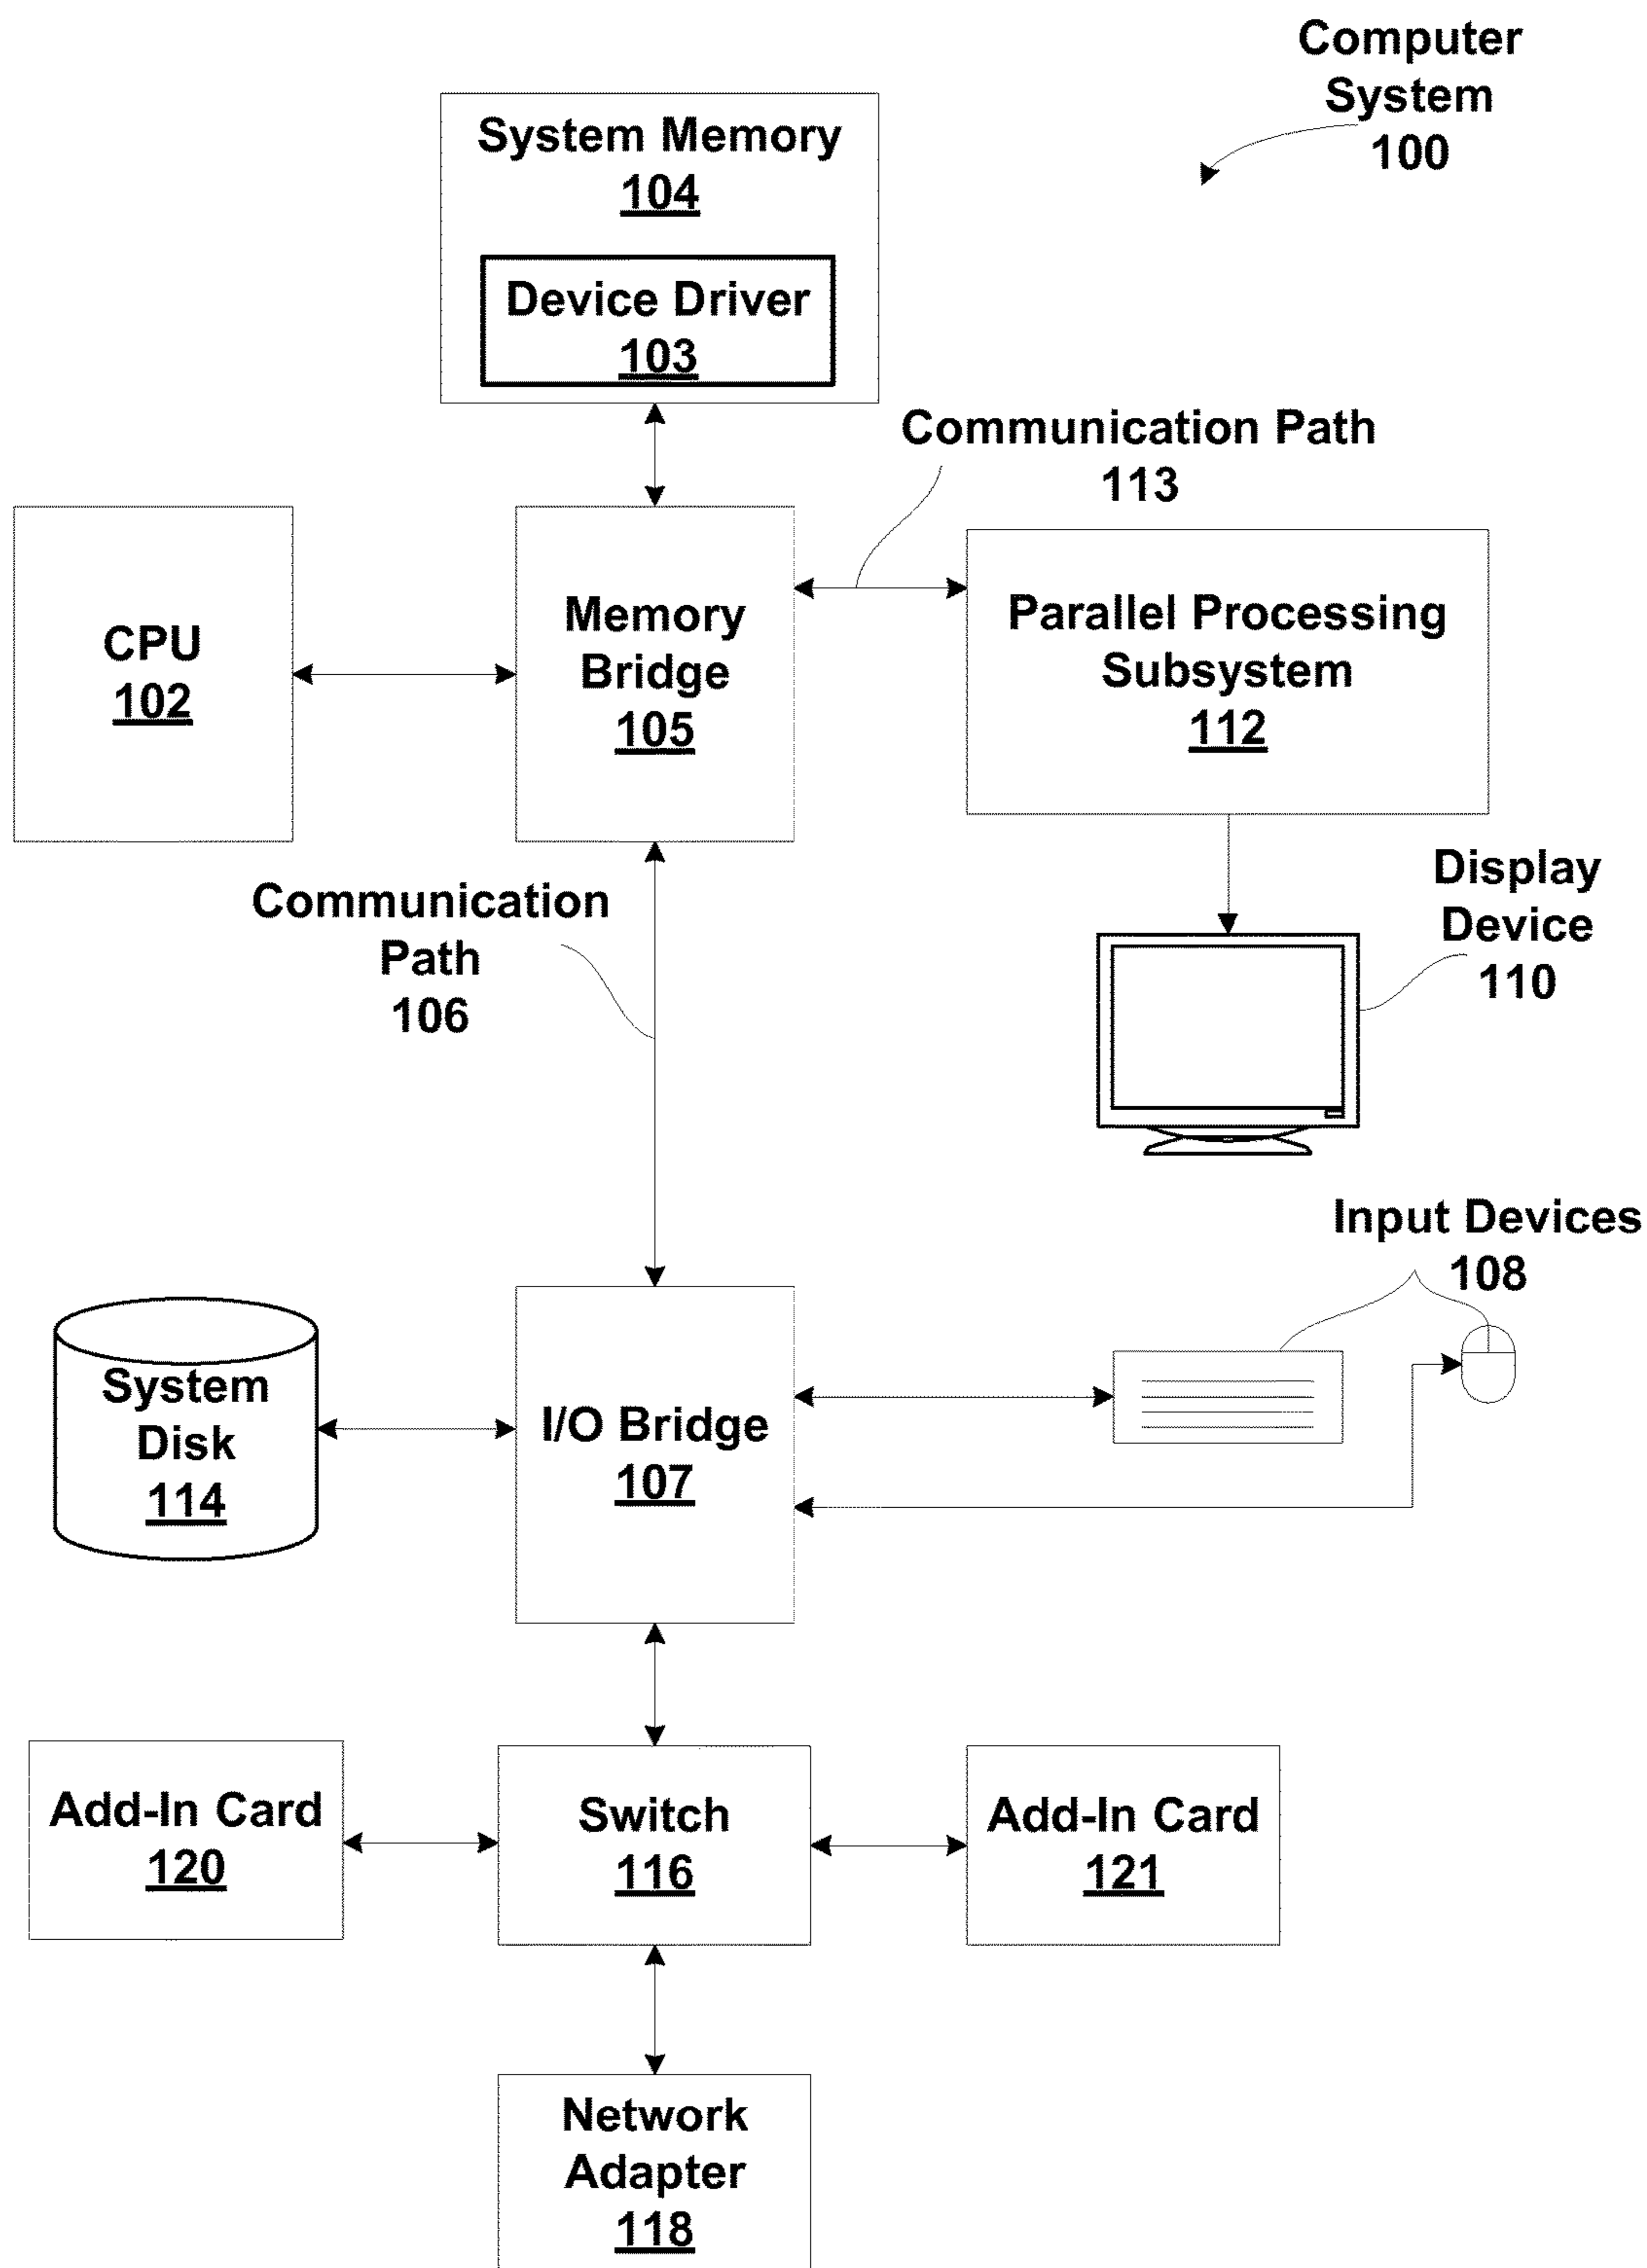 Computer
System
100
System Memory
104
Device Driver
103
Communication Path
113
CPU
102
Memory
Bridge
105
Parallel Processing
Subsystem
112
Communication
Path
106
Display
Device
110
Input Devices
108
System
Disk
114
I/O Bridge
107
Add-In Card
120
Switch
116
Add-In Card
121
Network
Adapter
118